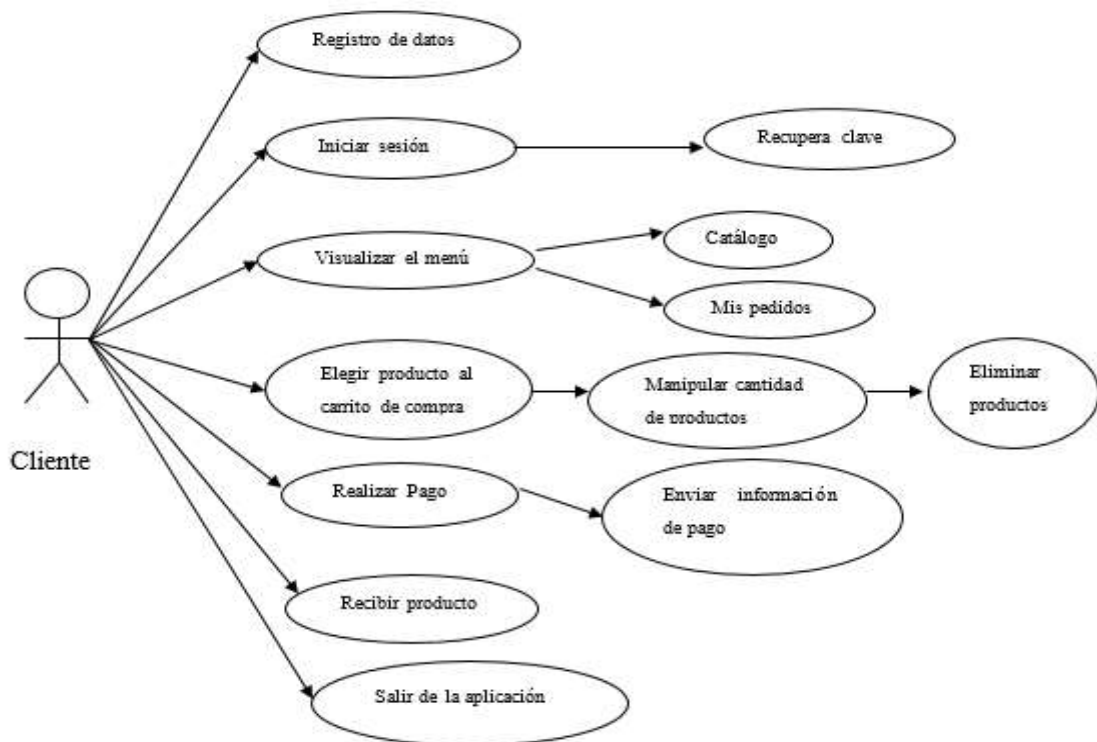 Registro de datos
Iniciar sesión
Recupera clave
Visualizar el menú
Catálogo
Mis pedidos
Elegir producto al
carrito de compra
Manipular cantidad
de productos
Eliminar
productos
Cliente
Realizar Pago
Enviar información
de pago
Recibir producto
Salir de la aplicación